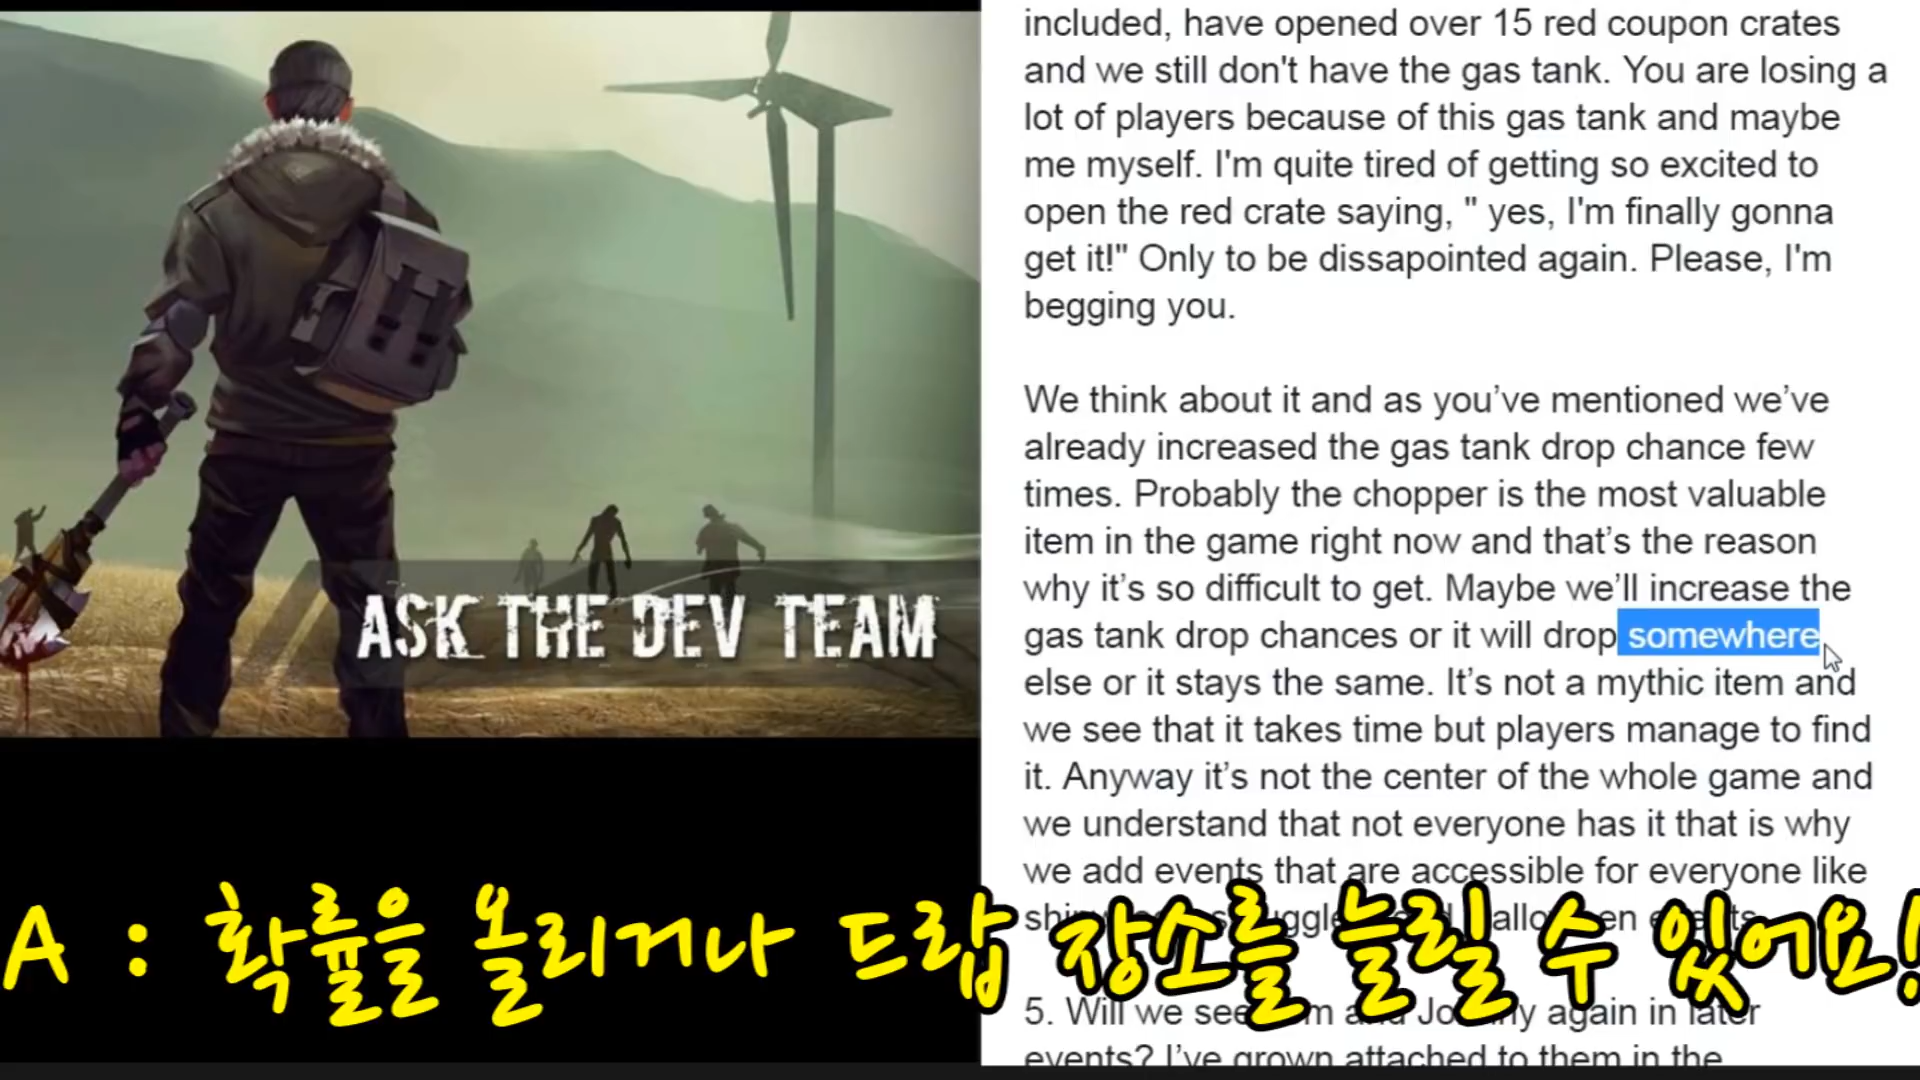 ASK THE DEV TEAM
included, have opened over 15 red coupon crates
and we still don't have the gas tank. You are losing a
lot of players because of this gas tank and maybe
me myself. I'm quite tired of getting so excited to
open the red crate saying, " yes, I'm finally gonna
get it!" Only to be dissapointed again. Please, I'm
begging you.
We think about it and as you’ve mentioned we’ve
already increased the gas tank drop chance few
times. Probably the chopper is the most valuable
item in the game right now and that’s the reason
why it’s so difficult to get. Maybe we’ll increase the
gas tank drop chances or it will drop somewhere
else or it stays the same. It’s not a mythic item and
we see that it takes time but players manage to find
it. Anyway it’s not the center of the whole game and
we understand that not everyone has it that is why
we add events that are accessible for everyone like
A : 확률을 올리거나 드랍 장소를 늘릴 수 있어요!
5. Will we see and again in later
events? I’ve grown attached to them in the